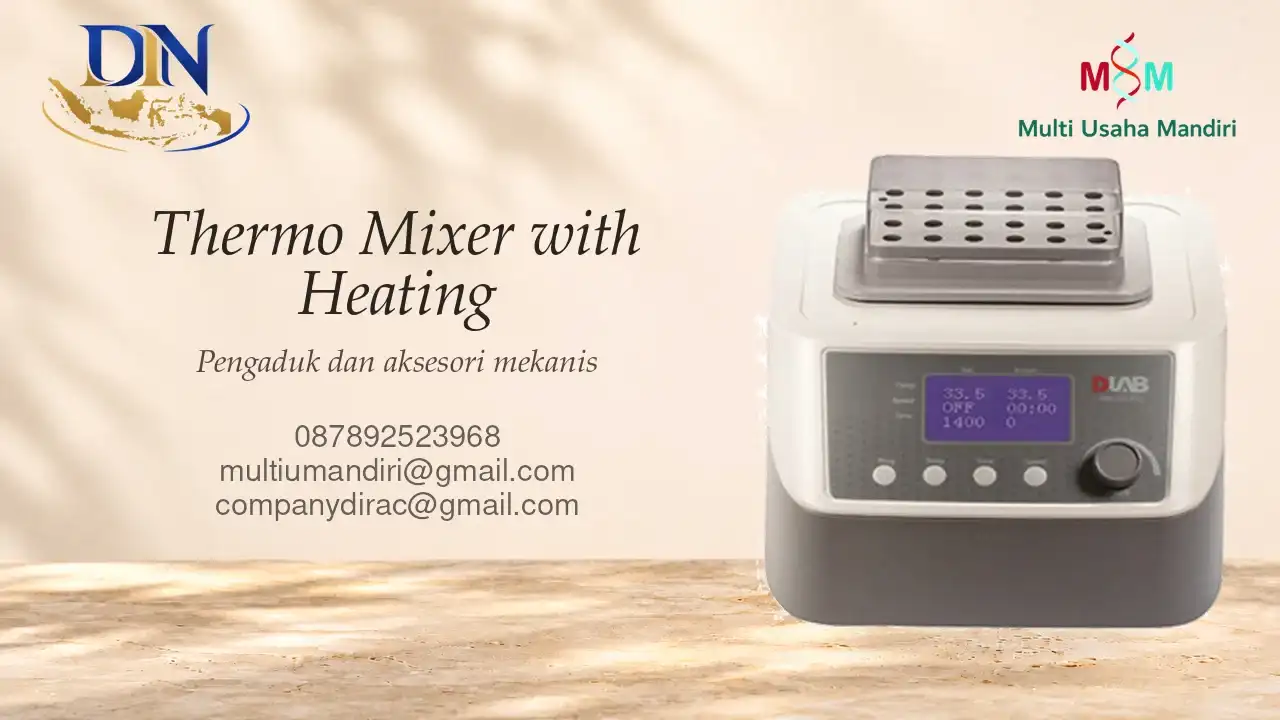 DIN
M M
Multi Usaha Mandiri
Thermo Mixer with
Heating
Pengaduk dan aksesori mekanis
087892523968
multiumandiri@gmail.com
companydirac@gmail.com
DLAB
33.5 33.5
OFF 00:00
1400 0